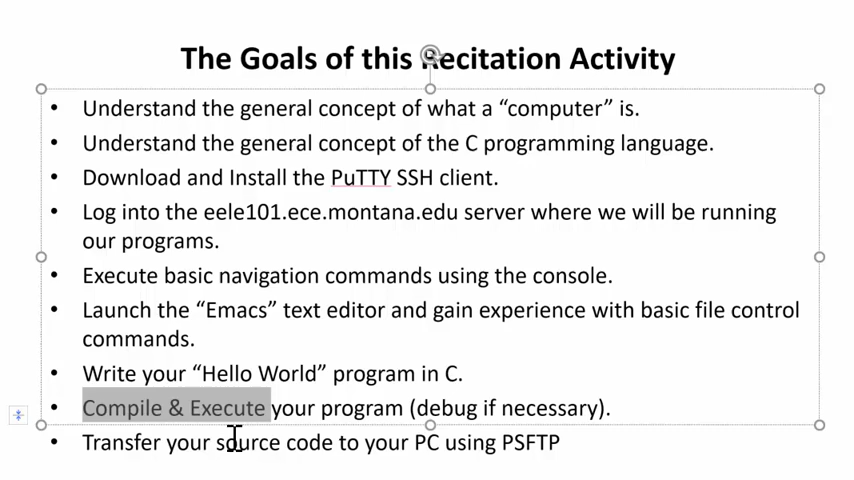 The Goals of this Recitation Activity
• Understand the general concept of what a “computer” is.
• Understand the general concept of the C programming language.
• Download and Install the PuTTY SSH client.
• Log into the eele101.ece.montana.edu server where we will be running
our programs.
• Execute basic navigation commands using the console.
• Launch the “Emacs” text editor and gain experience with basic file control
commands.
• Write your “Hello World” program in C.
• Compile & Execute your program (debug if necessary).
• Transfer your source code to your PC using PSFTP